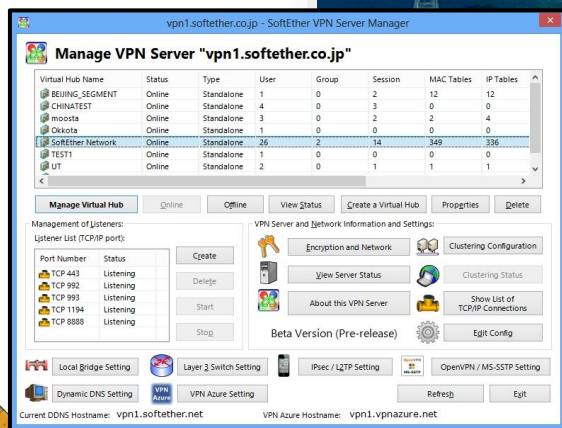 vpn1.softether.co.jp - SoftEther VPN Server Manager
Manage VPN Server "vpn1.softether.co.jp"
Virtual Hub Name Status Type User Group Session MAC Tables IP Tables
BEIJING_SEGMENT Online Standalone 1 0 2 12 12
CHINATEST Online Standalone 4 0 3 0 0
moosta Online Standalone 3 0 2 2 4
Okkota Online Standalone 1 0 0 0 0
SoftEther Network Online Standalone 26 2 14 349 336
TEST1 Online Standalone 1 0 0 0 0
UT Online Standalone 2 0 1 1 1
Manage Virtual Hub Online Offline View Status Create a Virtual Hub Properties Delete
Management of Listeners: VPN Server and Network Information and Settings:
Listener List (TCP/IP port):
Port Number Status
TCP 443 Listening
TCP 992 Listening
TCP 993 Listening
TCP 1194 Listening
TCP 8888 Listening
Create
Delete
Start
Stop
Encryption and Network Clustering Configuration
View Server Status Clustering Status
About this VPN Server Show List of
TCP/IP Connections
Beta Version (Pre-release) Edit Config
Local Bridge Setting Layer 3 Switch Setting IPsec / L2TP Setting OpenVPN / MS-SSTP Setting
Dynamic DNS Setting VPN Azure VPN Azure Setting Refresh Exit
Current DDNS Hostname: vpn1.softether.net VPN Azure Hostname: vpn1.vpnazure.net